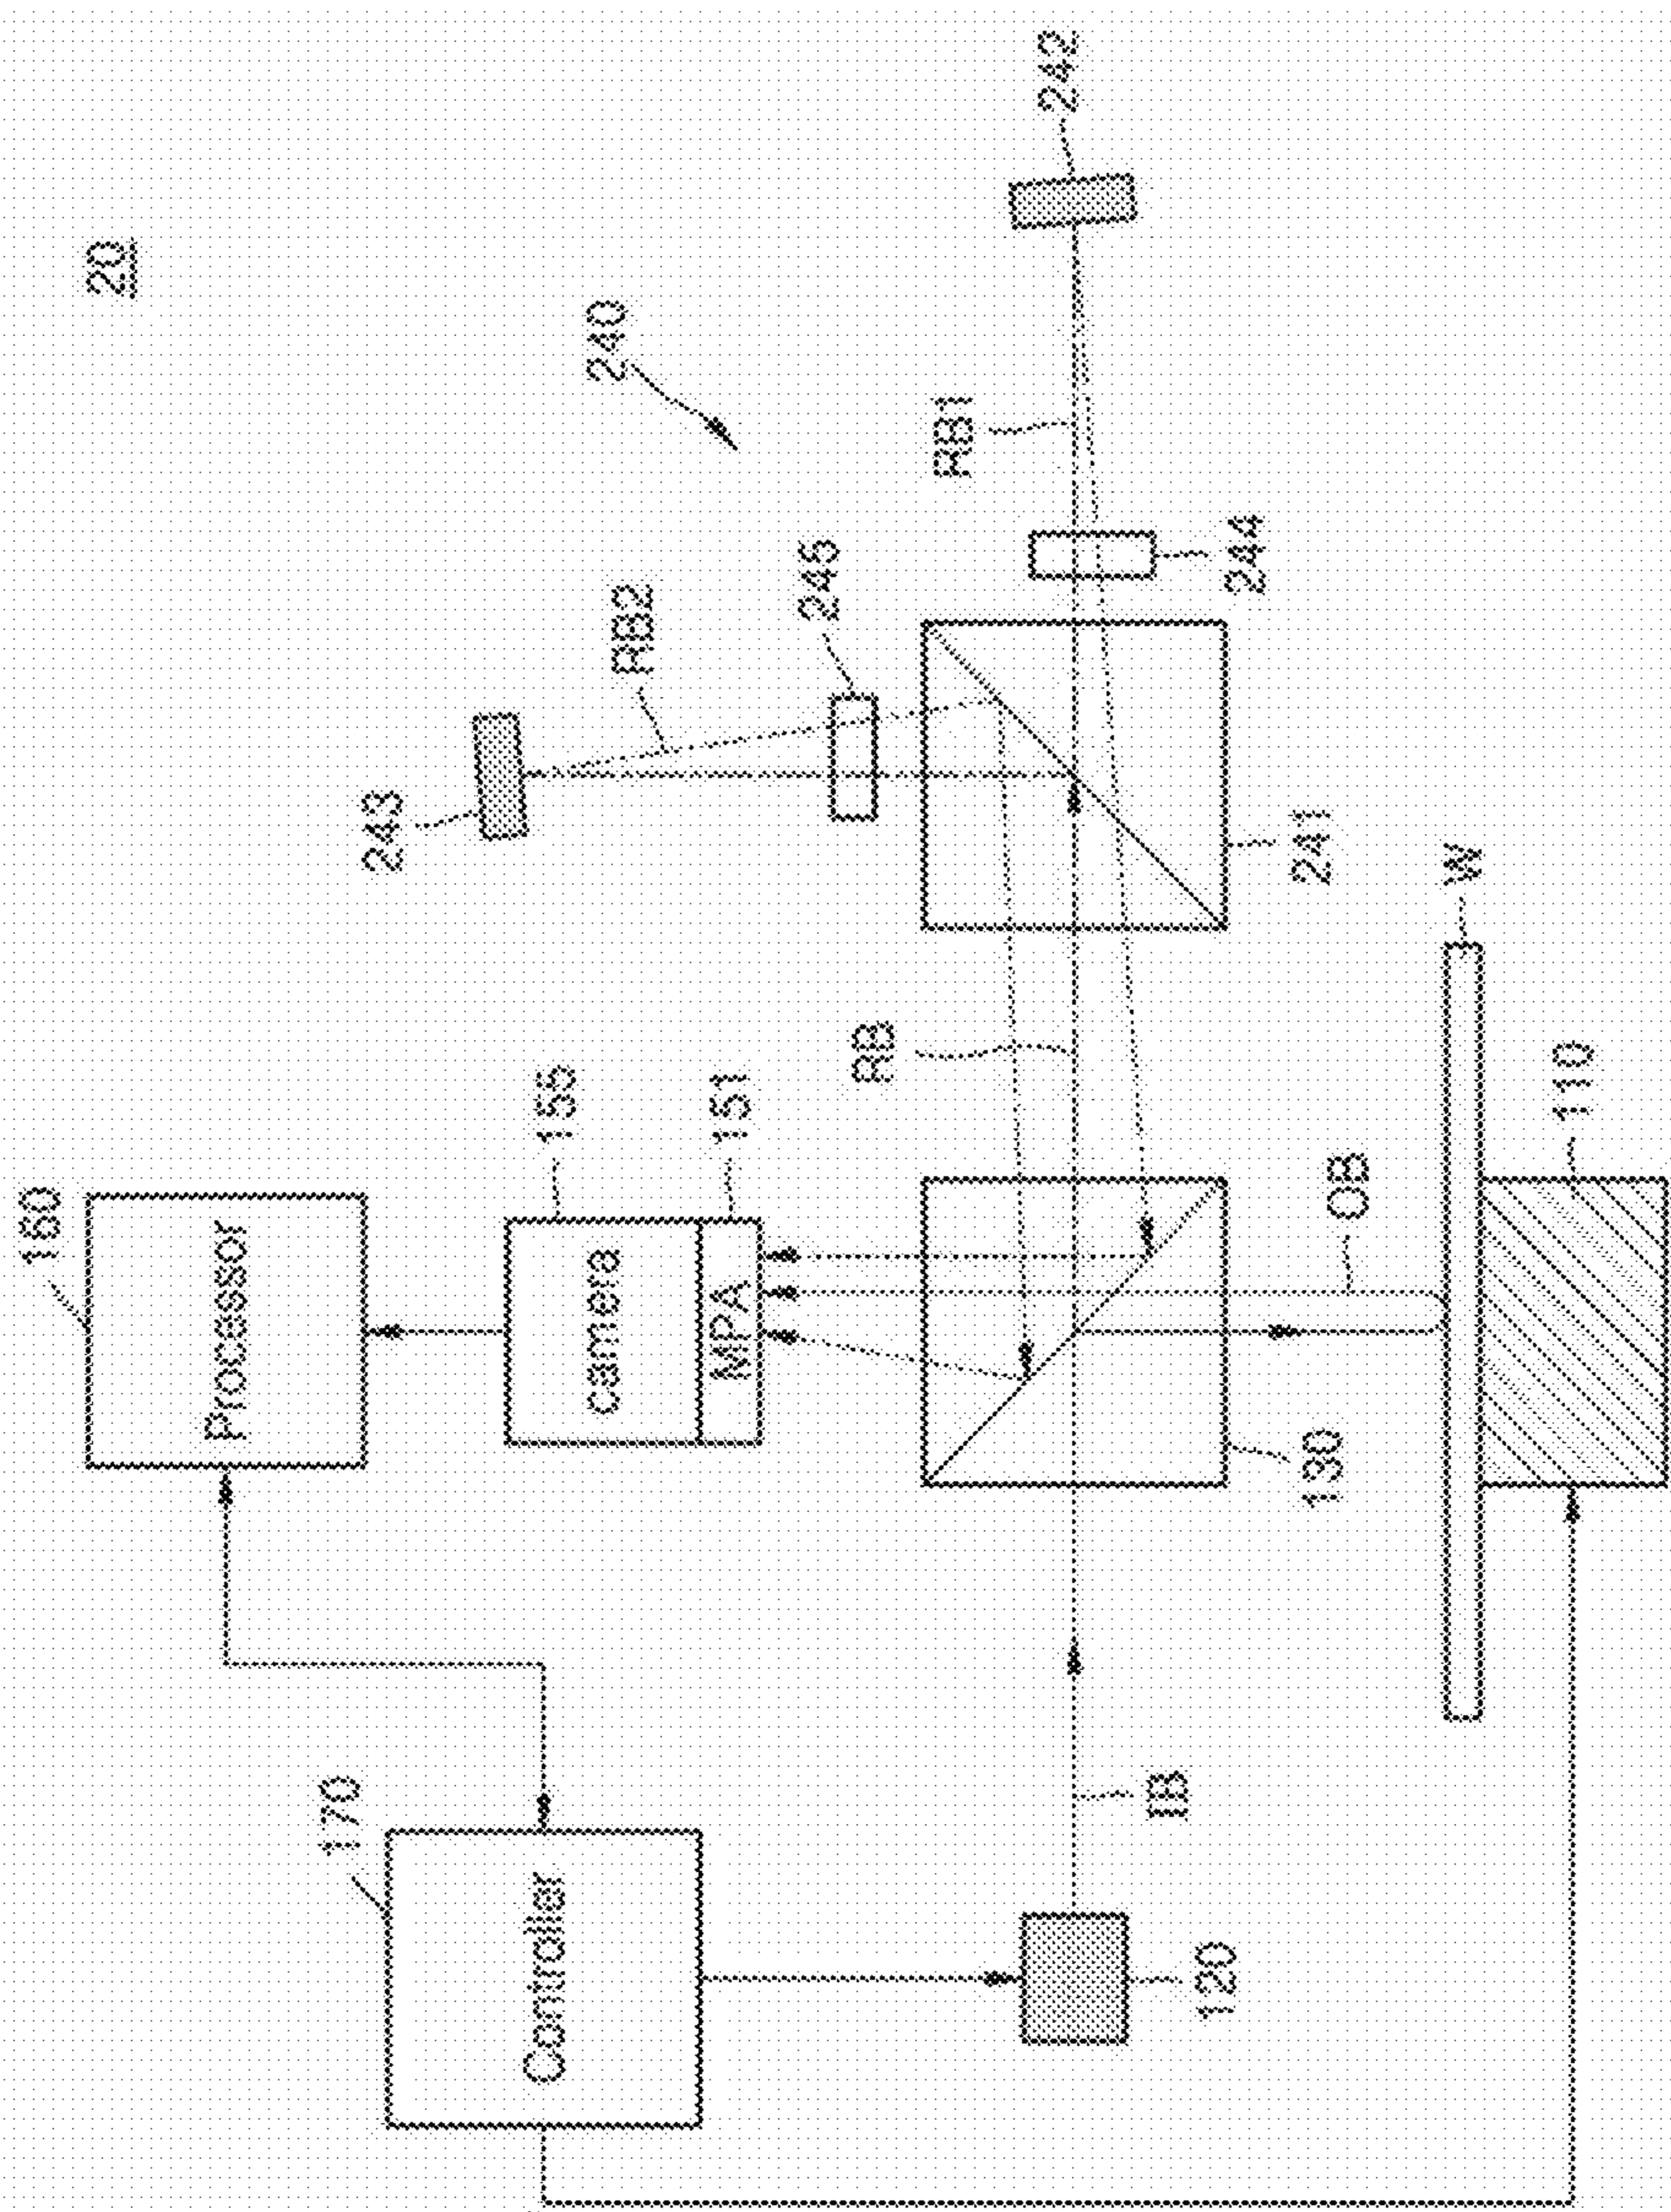 160
20
Processor
170
243
Controller
155
camera
240
RB2
MPA
151
245
RB
RB1
242
IB
120
244
130
241
OB
W
110